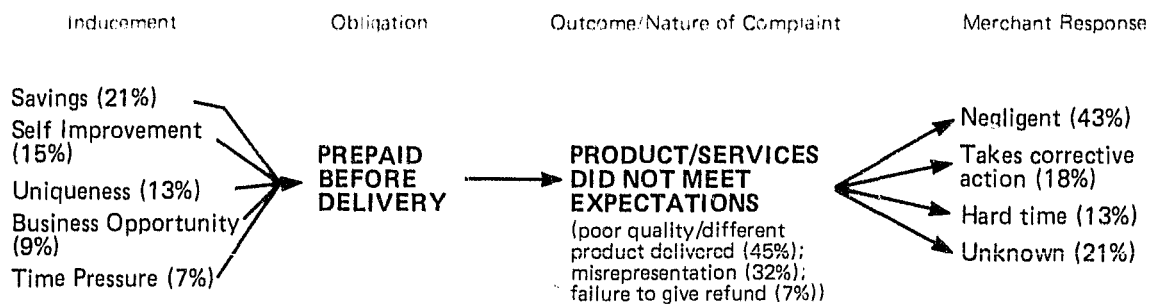 Inducement Obligation Outcome/Nature of Complaint Merchant Response
Savings (21%)
Self Improvement
(15%)
Uniqueness (13%)
Business Opportunity
(9%)
Time Pressure (7%)
PREPAID
BEFORE
DELIVERY
PRODUCT/SERVICES
DID NOT MEET
EXPECTATIONS
(poor quality/different
product delivered (45%);
misrepresentation (32%);
failure to give refund (7%))
Negligent (43%)
Takes corrective
action (18%)
Hard time (13%)
Unknown (21%)